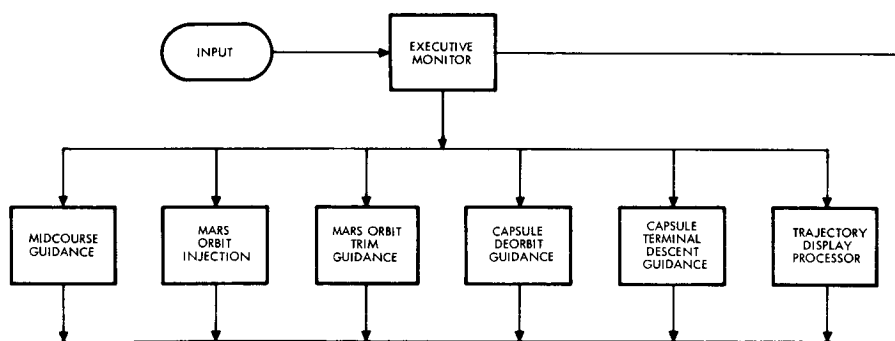 INPUT
EXECUTIVE
MONITOR
MIDCOURSE
GUIDANCE
MARS
ORBIT
INJECTION
MARS ORBIT
TRIM
GUIDANCE
CAPSULE
DEORBIT
GUIDANCE
CAPSULE
TERMINAL
DESCENT
GUIDANCE
TRAJECTORY
DISPLAY
PROCESSOR